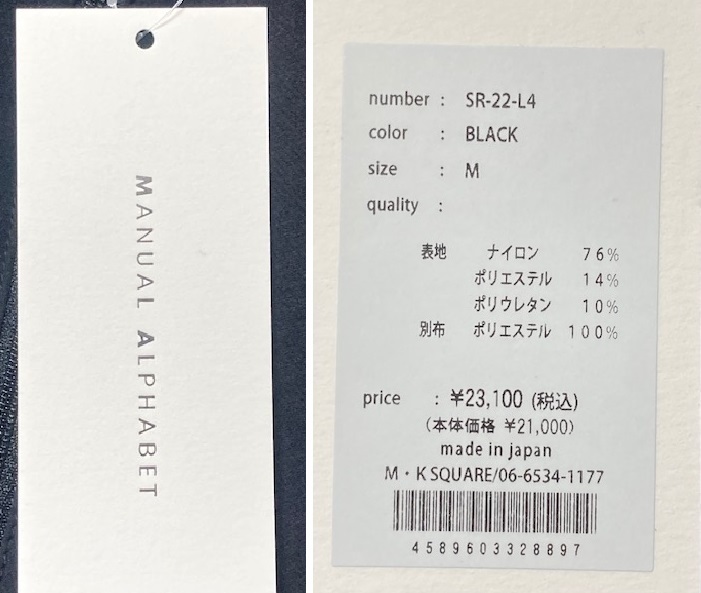 MANUAL ALPHABET
number : SR-22-L4
color : BLACK
size : M
quality :
表地 ナイロン 76%
ポリエステル 14%
ポリウレタン 10%
別布 ポリエステル 100%
price : ¥23,100 (税込)
(本体価格 ¥21,000)
made in japan
M・K SQUARE/06-6534-1177
4589603328897